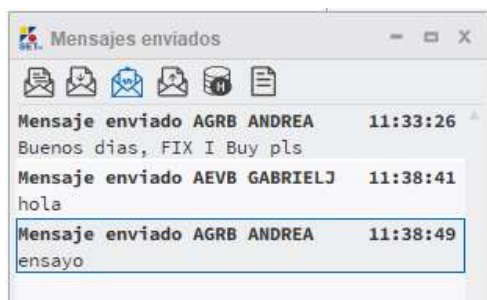 SET. Mensajes enviados
H
Mensaje enviado AGRB ANDREA 11:33:26
Buenos dias, FIX I Buy pls
Mensaje enviado AEVB GABRIELJ 11:38:41
hola
Mensaje enviado AGRB ANDREA 11:38:49
ensayo